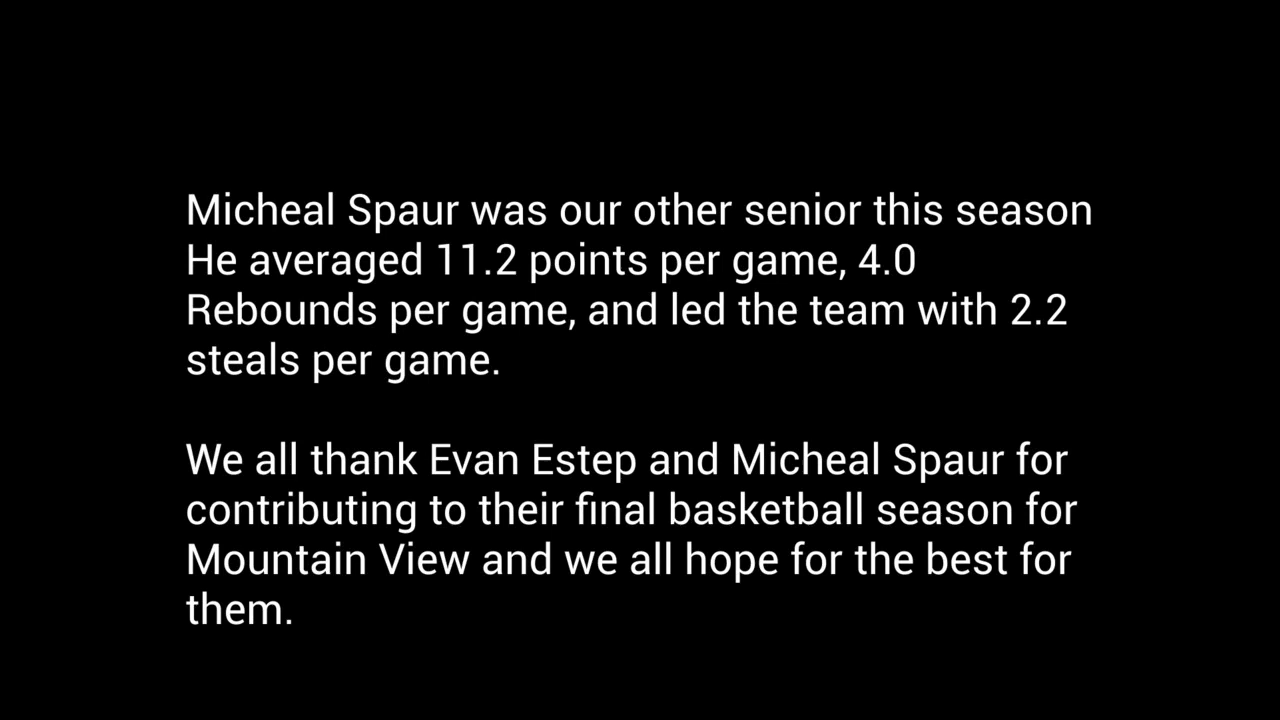 Micheal Spaur was our other senior this season
He averaged 11.2 points per game, 4.0
Rebounds per game, and led the team with 2.2
steals per game.
We all thank Evan Estep and Micheal Spaur for
contributing to their final basketball season for
Mountain View and we all hope for the best for
them.